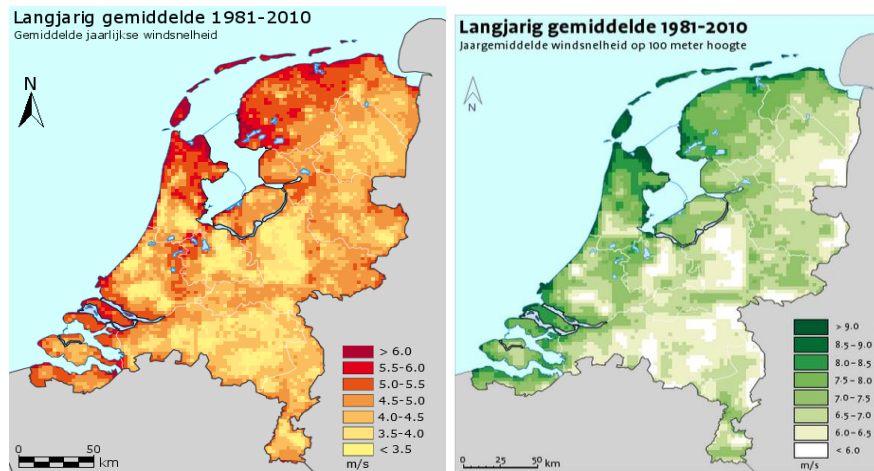 Langjarig gemiddelde 1981-2010
Gemiddelde jaarlijkse windsnelheid
N
> 6.0
5.5-6.0
5.0-5.5
4.5-5.0
4.0-4.5
3.5-4.0
< 3.5
m/s
0 50
km
Langjarig gemiddelde 1981-2010
Jaargemiddelde windsnelheid op 100 meter hoogte
N
> 9.0
8.5-9.0
8.0-8.5
7.5-8.0
7.0-7.5
6.5-7.0
6.0-6.5
< 6.0
m/s
0 25 50
km